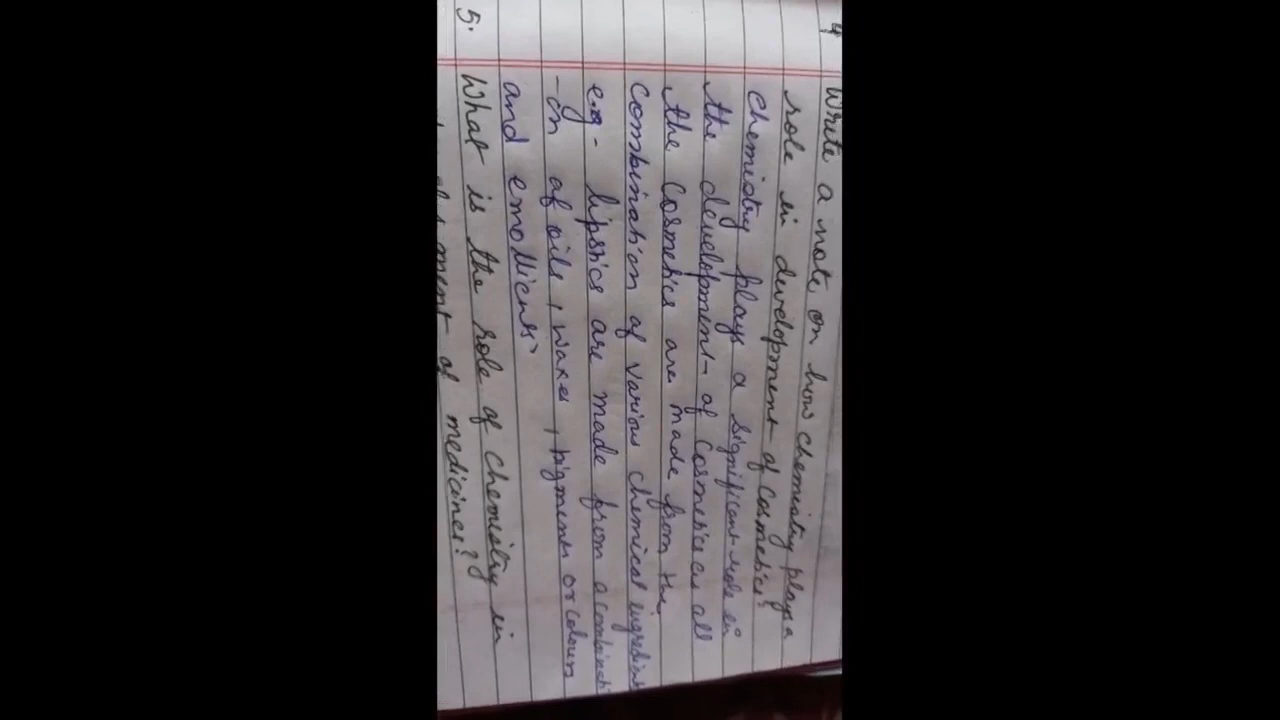 4 Write a note on how chemistry plays a
role in development of cosmetics?
Chemistry plays a significant role in
the development of cosmetics as all
the cosmetics are made from the
combination of various chemical ingredients
e.g- lipstics are made from a combinati
-on of oils, waxes, pigments or colours
and emollients.
5. What is the role of chemistry in
of medicines?